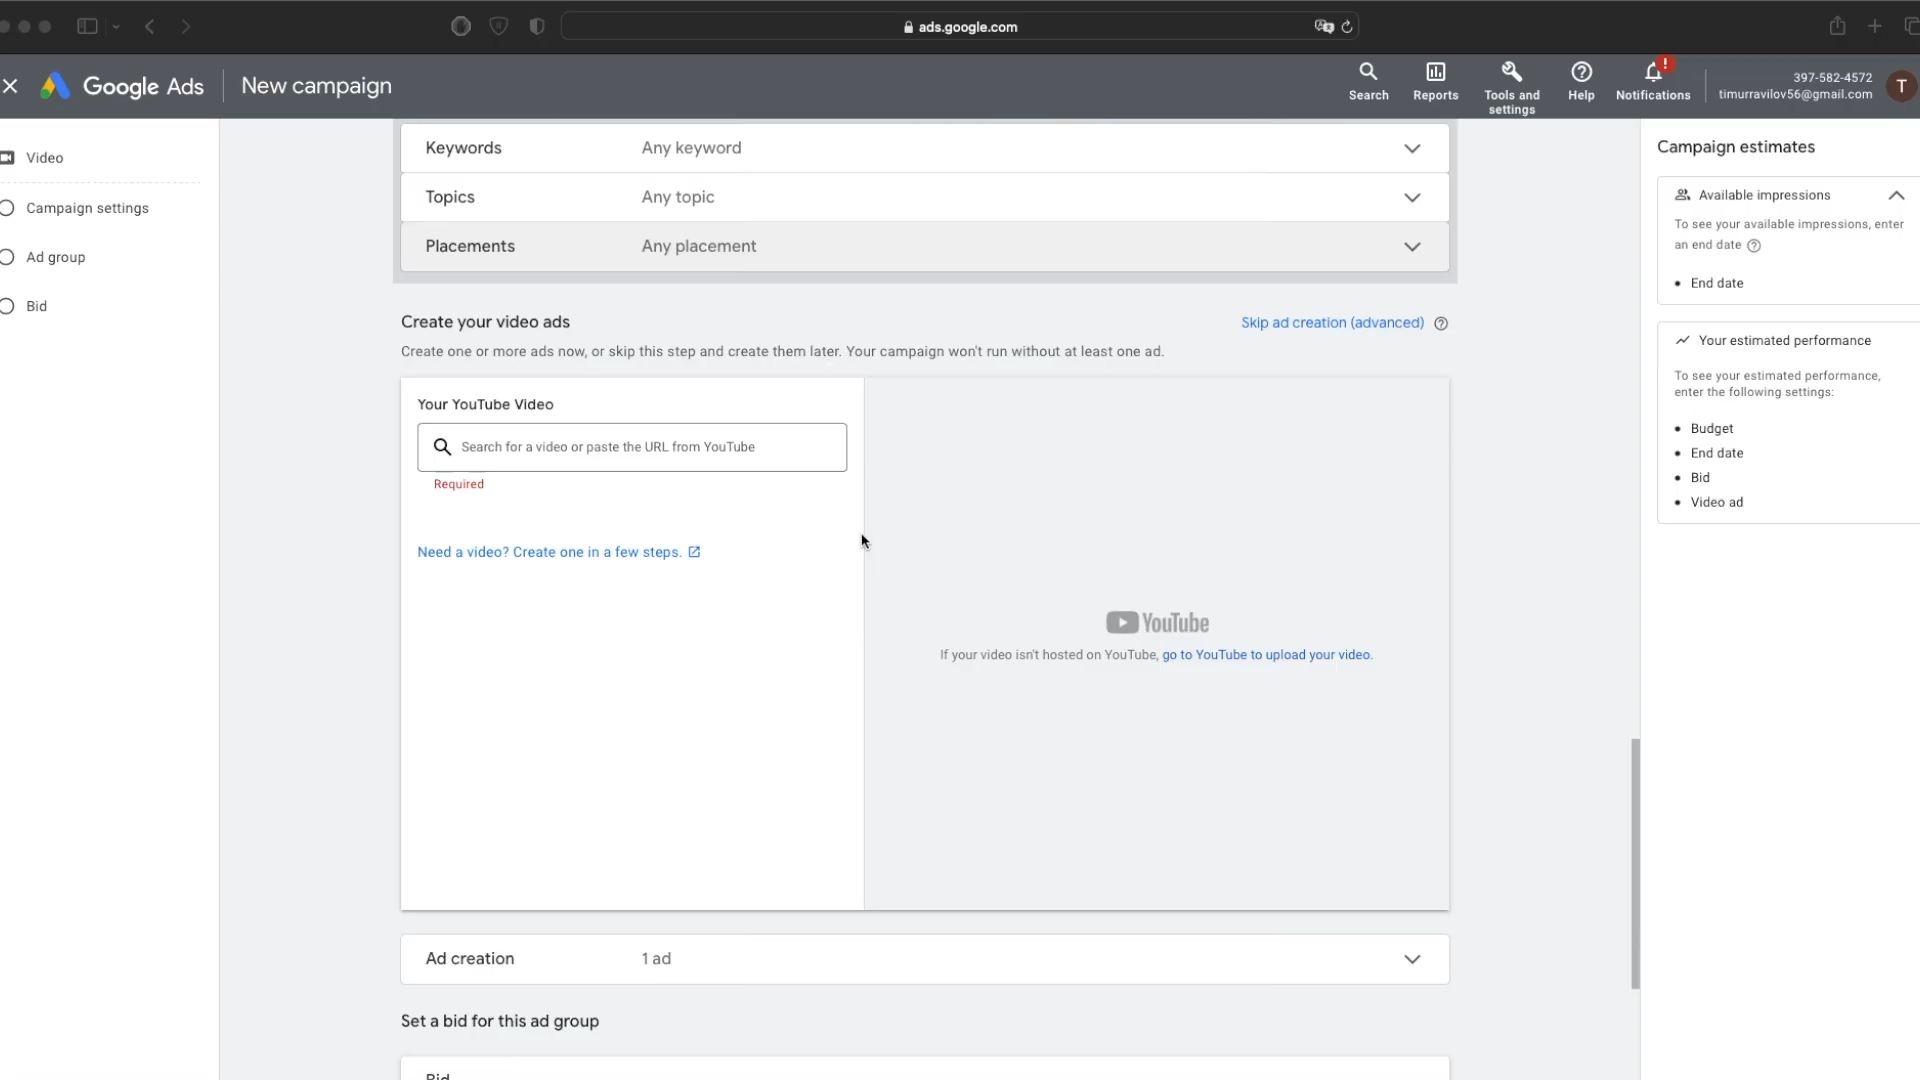 ads.google.com
Google Ads
New campaign
Search
Reports
Tools and
settings
Help
Notifications
!
397-582-4572
timurravilov56@gmail.com
T
Video
Campaign settings
Ad group
Bid
Keywords
Any keyword
Topics
Any topic
Placements
Any placement
Create your video ads
Skip ad creation (advanced)
Create one or more ads now, or skip this step and create them later. Your campaign won't run without at least one ad.
Your YouTube Video
Search for a video or paste the URL from YouTube
Required
Need a video? Create one in a few steps.
YouTube
If your video isn't hosted on YouTube, go to YouTube to upload your video.
Ad creation
1 ad
Set a bid for this ad group
Bid
Campaign estimates
Available impressions
To see your available impressions, enter
an end date
• End date
Your estimated performance
To see your estimated performance,
enter the following settings:
• Budget
• End date
• Bid
• Video ad